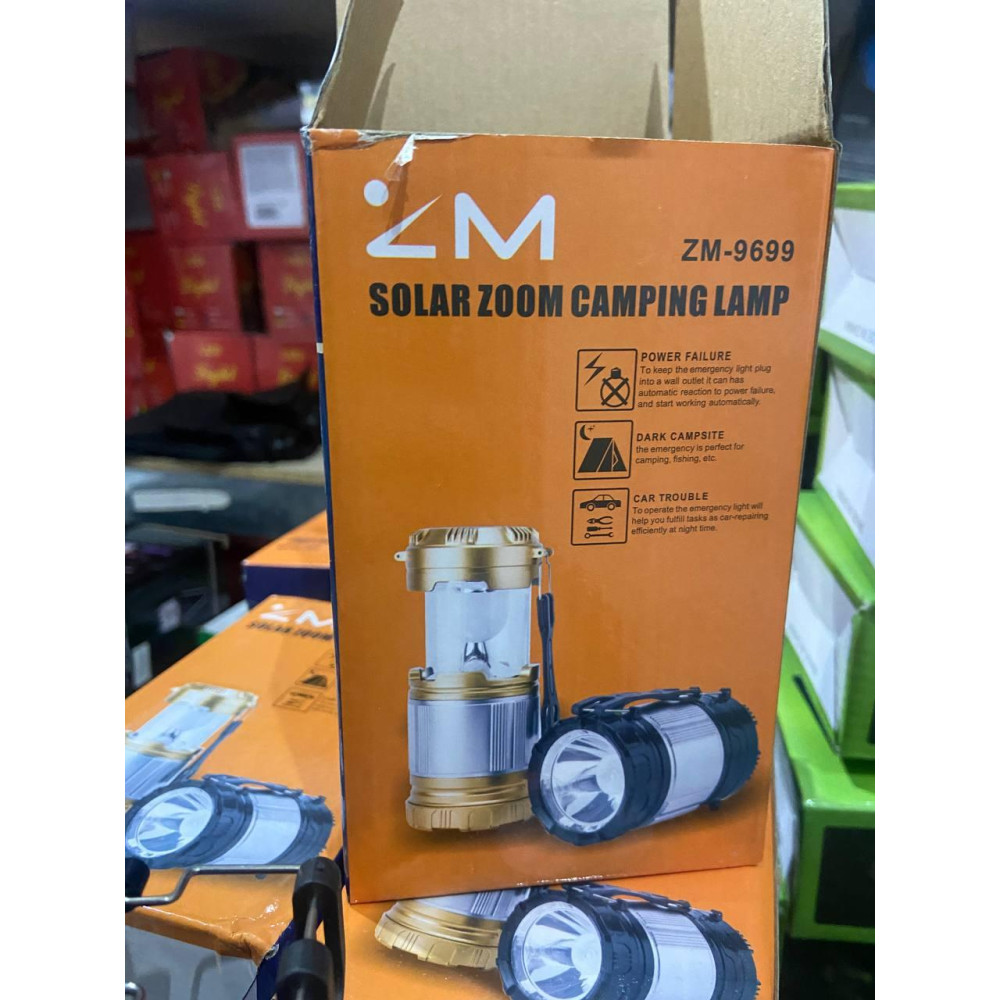 ZM
ZM-9699
SOLAR ZOOM CAMPING LAMP
POWER FAILURE
To keep the emergency light plug
into a wall outlet it can has
automatic reaction to power failure,
and start working automatically.
DARK CAMPSITE
the emergency is perfect for
camping, fishing, etc.
CAR TROUBLE
To operate the emergency light will
help you fulfill tasks as car-repairing
efficiently at night time.
ZM
SOLAR ZOOM